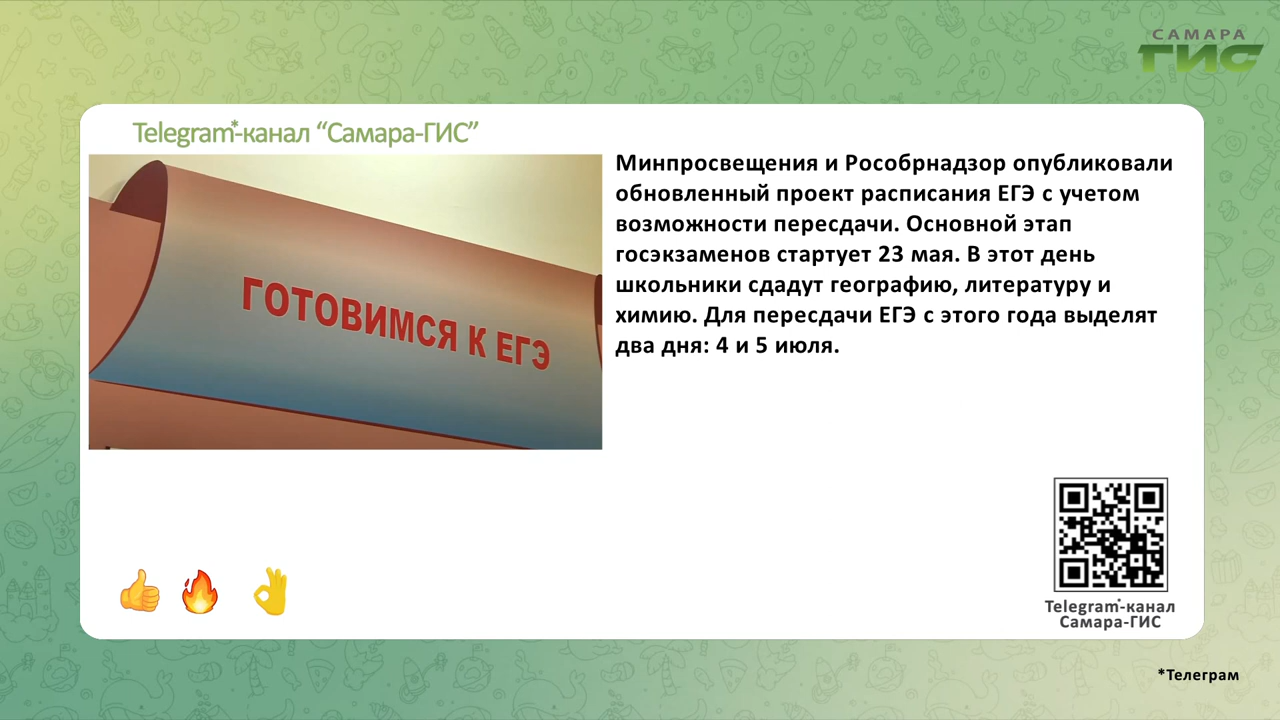 САМАРА
ГИС
Telegram*-канал “Самара-ГИС”
ГОТОВИМСЯ К ЕГЭ
Минпросвещения и Рособрнадзор опубликовали
обновленный проект расписания ЕГЭ с учетом
возможности пересдачи. Основной этап
госэкзаменов стартует 23 мая. В этот день
школьники сдадут географию, литературу и
химию. Для пересдачи ЕГЭ с этого года выделят
два дня: 4 и 5 июля.
Telegram*-канал
Самара-ГИС
*Телеграм